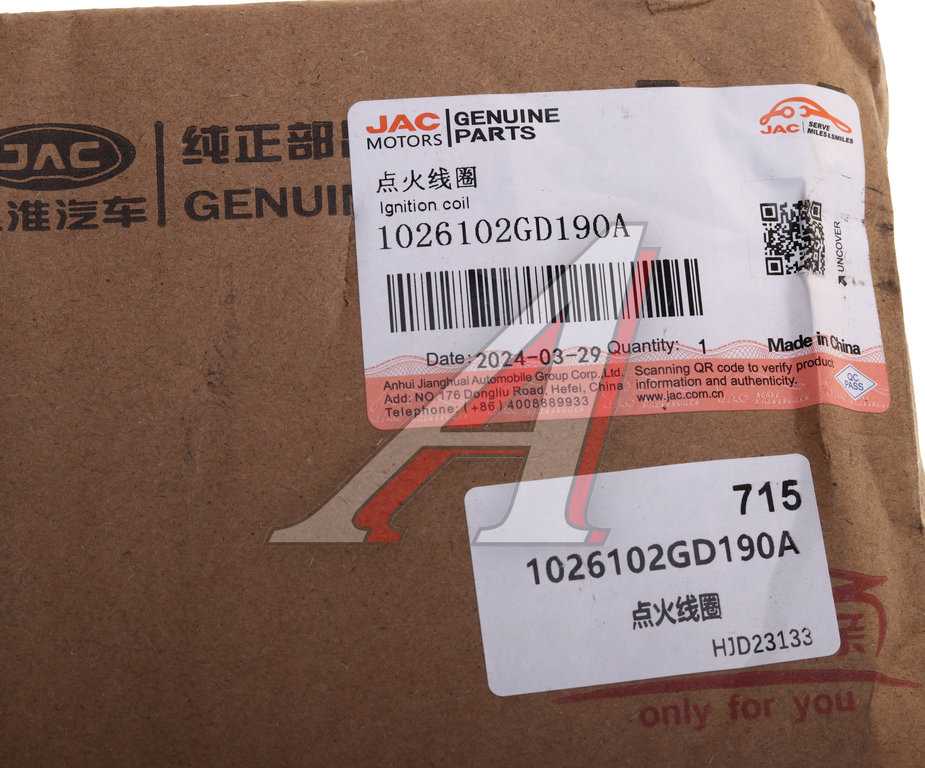 JAC
纯正部
淮汽车
GENUIN
JAC MOTORS
GENUINE PARTS
JAC SERVE MILES & SMILES
点火线圈
Ignition coil
1026102GD190A
UNCOVER
Date: 2024-03-29 Quantity: 1 Made in China
Anhui Jianghuai Automobile Group Corp., Ltd.
Add: NO.176 Dongliu Road, Hefei, China
Telephone: (+86) 4008889933
Scanning QR code to verify product
information and authenticity.
www.jac.com.cn
QC PASS
715
1026102GD190A
点火线圈
HJD23133
only for you